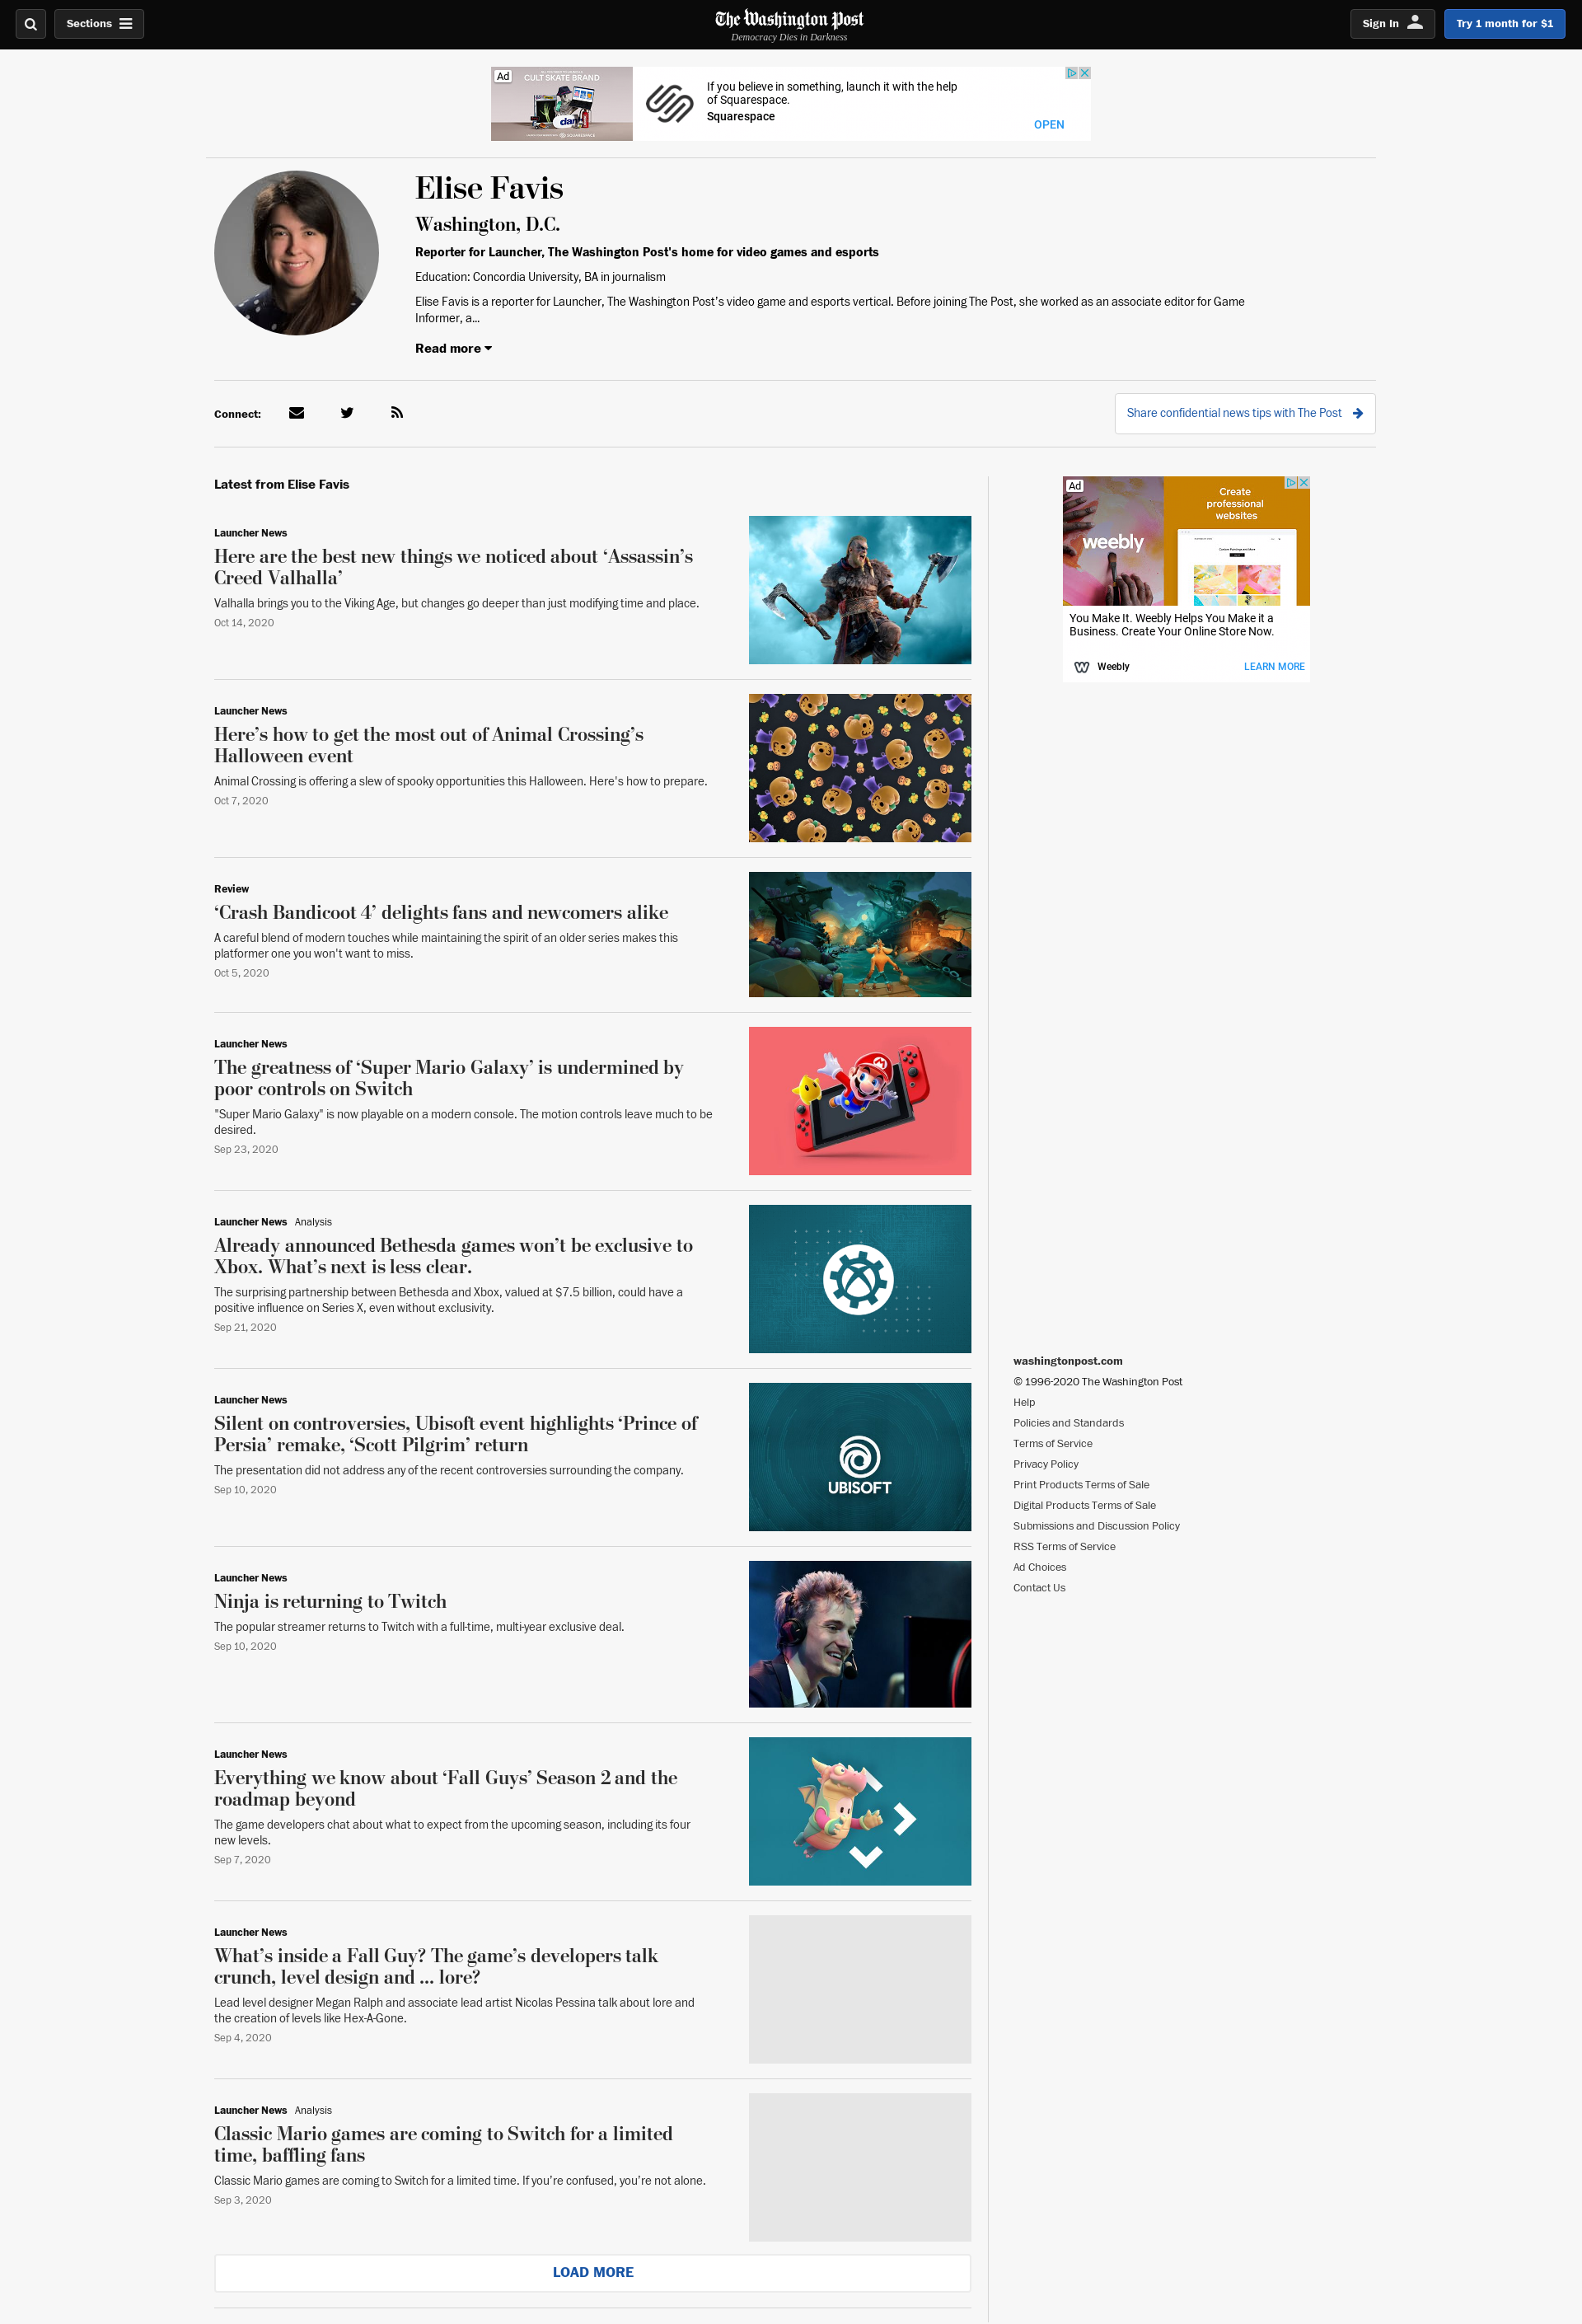 Sections
The Washington Post
Democracy Dies in Darkness
Sign In
Try 1 month for $1
Ad
CULT SKATE BRAND
dan
If you believe in something, launch it with the help
of Squarespace.
Squarespace
OPEN
Elise Favis
Washington, D.C.
Reporter for Launcher, The Washington Post's home for video games and esports
Education: Concordia University, BA in journalism
Elise Favis is a reporter for Launcher, The Washington Post's video game and esports vertical. Before joining The Post, she worked as an associate editor for Game
Informer, a...
Read more
Connect:
Share confidential news tips with The Post
Latest from Elise Favis
Launcher News
Here are the best new things we noticed about ‘Assassin’s
Creed Valhalla’
Valhalla brings you to the Viking Age, but changes go deeper than just modifying time and place.
Oct 14, 2020
Launcher News
Here’s how to get the most out of Animal Crossing’s
Halloween event
Animal Crossing is offering a slew of spooky opportunities this Halloween. Here's how to prepare.
Oct 7, 2020
Review
‘Crash Bandicoot 4’ delights fans and newcomers alike
A careful blend of modern touches while maintaining the spirit of an older series makes this
platformer one you won't want to miss.
Oct 5, 2020
Launcher News
The greatness of ‘Super Mario Galaxy’ is undermined by
poor controls on Switch
"Super Mario Galaxy" is now playable on a modern console. The motion controls leave much to be
desired.
Sep 23, 2020
Launcher News Analysis
Already announced Bethesda games won’t be exclusive to
Xbox. What’s next is less clear.
The surprising partnership between Bethesda and Xbox, valued at $7.5 billion, could have a
positive influence on Series X, even without exclusivity.
Sep 21, 2020
Launcher News
Silent on controversies, Ubisoft event highlights ‘Prince of
Persia’ remake, ‘Scott Pilgrim’ return
The presentation did not address any of the recent controversies surrounding the company.
Sep 10, 2020
UBISOFT
Launcher News
Ninja is returning to Twitch
The popular streamer returns to Twitch with a full-time, multi-year exclusive deal.
Sep 10, 2020
Launcher News
Everything we know about ‘Fall Guys’ Season 2 and the
roadmap beyond
The game developers chat about what to expect from the upcoming season, including its four
new levels.
Sep 7, 2020
Launcher News
What’s inside a Fall Guy? The game’s developers talk
crunch, level design and … lore?
Lead level designer Megan Ralph and associate lead artist Nicolas Pessina talk about lore and
the creation of levels like Hex-A-Gone.
Sep 4, 2020
Launcher News Analysis
Classic Mario games are coming to Switch for a limited
time, baffling fans
Classic Mario games are coming to Switch for a limited time. If you're confused, you're not alone.
Sep 3, 2020
LOAD MORE
Ad
weebly
Create
professional
websites
You Make It. Weebly Helps You Make it a
Business. Create Your Online Store Now.
Weebly
LEARN MORE
washingtonpost.com
© 1996-2020 The Washington Post
Help
Policies and Standards
Terms of Service
Privacy Policy
Print Products Terms of Sale
Digital Products Terms of Sale
Submissions and Discussion Policy
RSS Terms of Service
Ad Choices
Contact Us